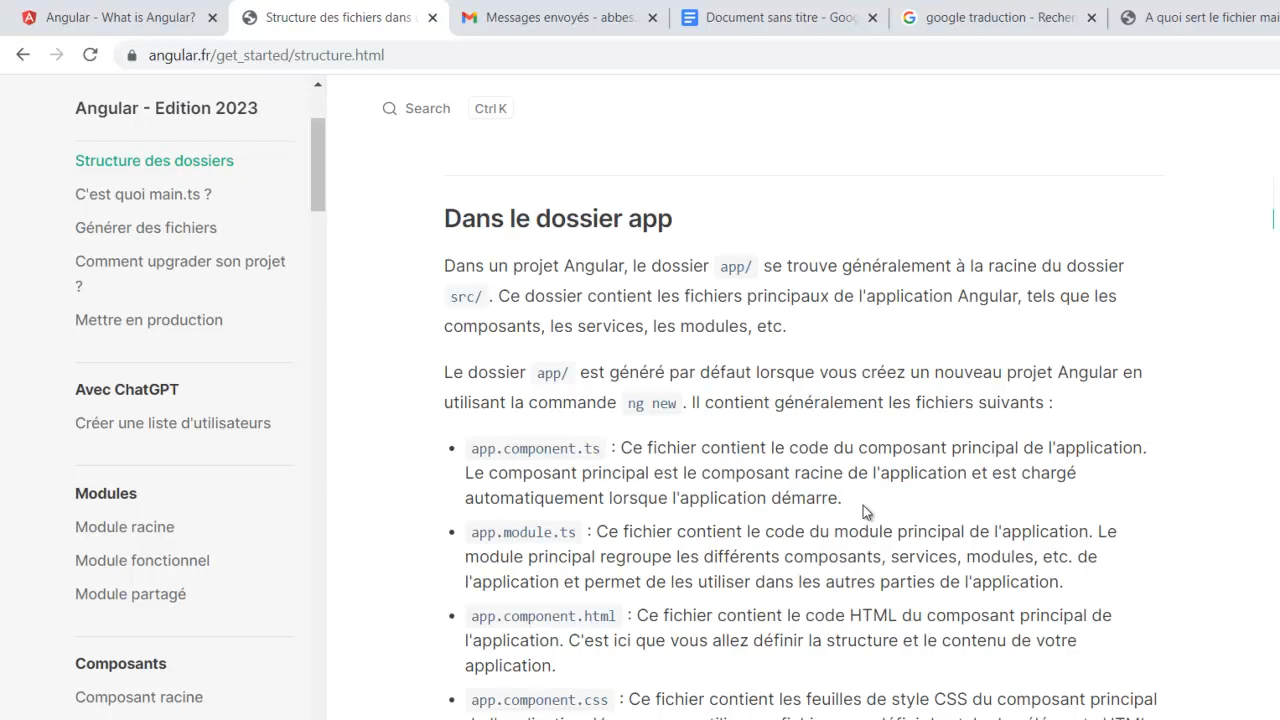 Angular - What is Angular?
Structure des fichiers dans
Messages envoyés - abbes.
Document sans titre - Goo
google traduction - Recher
A quoi sert le fichier mai
angular.fr/get_started/structure.html
Angular - Edition 2023
Search Ctrl K
Structure des dossiers
C'est quoi main.ts ?
Générer des fichiers
Comment upgrader son projet
?
Mettre en production
Avec ChatGPT
Créer une liste d'utilisateurs
Modules
Module racine
Module fonctionnel
Module partagé
Composants
Composant racine
Dans le dossier app
Dans un projet Angular, le dossier app/ se trouve généralement à la racine du dossier
src/ . Ce dossier contient les fichiers principaux de l'application Angular, tels que les
composants, les services, les modules, etc.
Le dossier app/ est généré par défaut lorsque vous créez un nouveau projet Angular en
utilisant la commande ng new . Il contient généralement les fichiers suivants :
• app.component.ts : Ce fichier contient le code du composant principal de l'application.
Le composant principal est le composant racine de l'application et est chargé
automatiquement lorsque l'application démarre.
• app.module.ts : Ce fichier contient le code du module principal de l'application. Le
module principal regroupe les différents composants, services, modules, etc. de
l'application et permet de les utiliser dans les autres parties de l'application.
• app.component.html : Ce fichier contient le code HTML du composant principal de
l'application. C'est ici que vous allez définir la structure et le contenu de votre
application.
• app.component.css : Ce fichier contient les feuilles de style CSS du composant principal